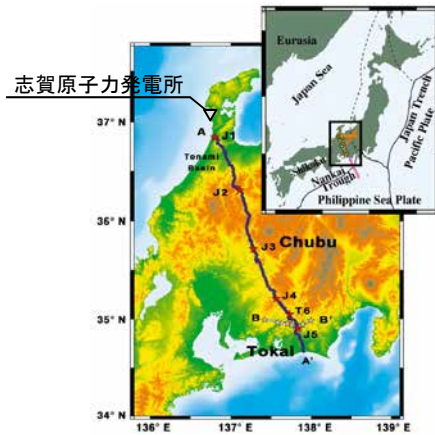 志賀原子力発電所
Eurasia
Japan Sea
Japan Trench
Pacific Plate
Shikoku
Nankai
Trough
Philippine Sea Plate
37° N
36° N
35° N
34° N
A
J1
Tonami
Basin
J2
J3
Chubu
J4
T6
B
B'
J5
Tokai
A'
136° E
137° E
138° E
139° E